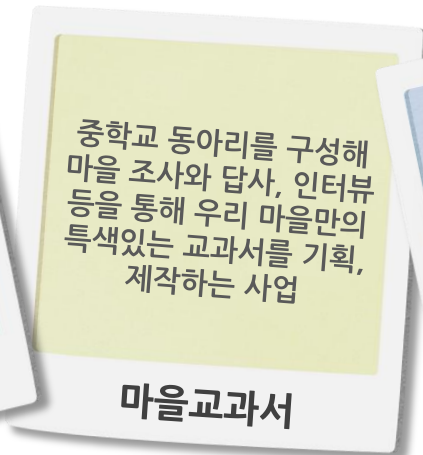 중학교 동아리를 구성해
마을 조사와 답사, 인터뷰
등을 통해 우리 마을만의
특색있는 교과서를 기획,
제작하는 사업
마을교과서